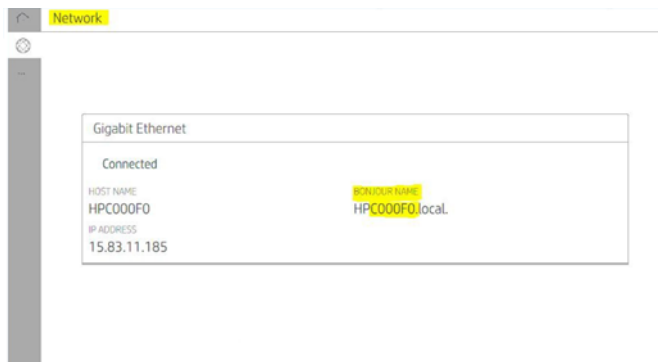 Network
Gigabit Ethernet
Connected
HOST NAME
HPC000F0
BONJOUR NAME
HPC000F0.local.
IP ADDRESS
15.83.11.185